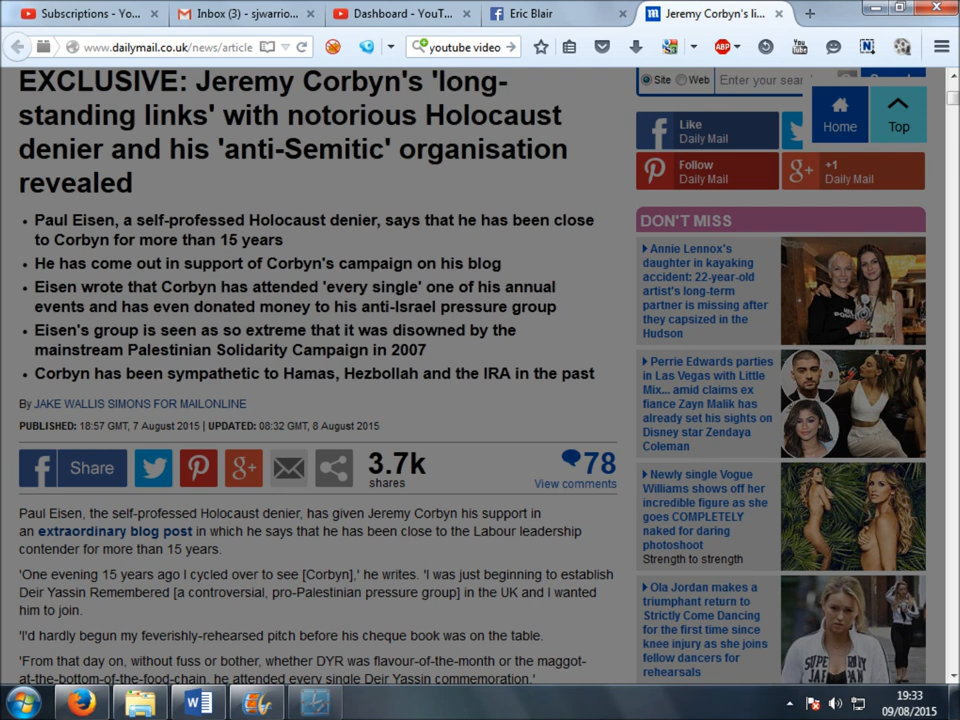 Subscriptions - Yo...
Inbox (3) - sjwarrio...
Dashboard - YouT...
Eric Blair
Jeremy Corbyn's li...
www.dailymail.co.uk/news/article
youtube video
ABP
You
Tube
EXCLUSIVE: Jeremy Corbyn's 'long-
standing links' with notorious Holocaust
denier and his 'anti-Semitic' organisation
revealed
• Paul Eisen, a self-professed Holocaust denier, says that he has been close
to Corbyn for more than 15 years
• He has come out in support of Corbyn's campaign on his blog
• Eisen wrote that Corbyn has attended 'every single' one of his annual
events and has even donated money to his anti-Israel pressure group
• Eisen's group is seen as so extreme that it was disowned by the
mainstream Palestinian Solidarity Campaign in 2007
• Corbyn has been sympathetic to Hamas, Hezbollah and the IRA in the past
By JAKE WALLIS SIMONS FOR MAILONLINE
PUBLISHED: 18:57 GMT, 7 August 2015 | UPDATED: 08:32 GMT, 8 August 2015
Share
3.7k
shares
78
View comments
Paul Eisen, the self-professed Holocaust denier, has given Jeremy Corbyn his support in
an extraordinary blog post in which he says that he has been close to the Labour leadership
contender for more than 15 years.
'One evening 15 years ago I cycled over to see [Corbyn],' he writes. 'I was just beginning to establish
Deir Yassin Remembered [a controversial, pro-Palestinian pressure group] in the UK and I wanted
him to join.
'I'd hardly begun my feverishly-rehearsed pitch before his cheque book was on the table.
'From that day on, without fuss or bother, whether DYR was flavour-of-the-month or the maggot-
at-the-bottom-of-the-food-chain, he attended every single Deir Yassin commemoration.'
Site
Web
Enter your sear
Home
Top
Like
Daily Mail
Follow
Daily Mail
+1
Daily Mail
DON'T MISS
Annie Lennox's
daughter in kayaking
accident: 22-year-old
artist's long-term
partner is missing after
they capsized in the
Hudson
Perrie Edwards parties
in Las Vegas with Little
Mix... amid claims ex
fiance Zayn Malik has
already set his sights on
Disney star Zendaya
Coleman
Newly single Vogue
Williams shows off her
incredible figure as she
goes COMPLETELY
naked for daring
photoshoot
Strength to strength
Ola Jordan makes a
triumphant return to
Strictly Come Dancing
for the first time since
knee injury as she joins
fellow dancers for
rehearsals
19:33
09/08/2015